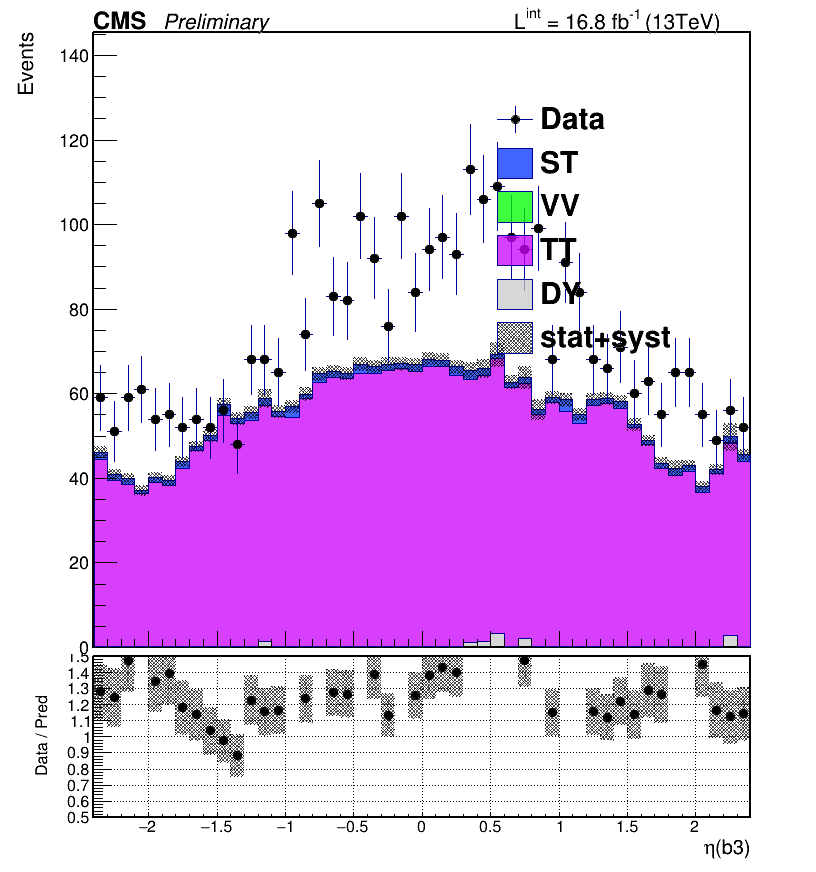 CMS Preliminary L^int = 16.8 fb^-1 (13TeV)
Events
140
120
100
80
60
40
20
0
Data
ST
VV
TT
DY
stat+syst
Data / Pred
1.5
1.4
1.3
1.2
1.1
1
0.9
0.8
0.7
0.6
0.5
−2 −1.5 −1 −0.5 0 0.5 1 1.5 2
η(b3)